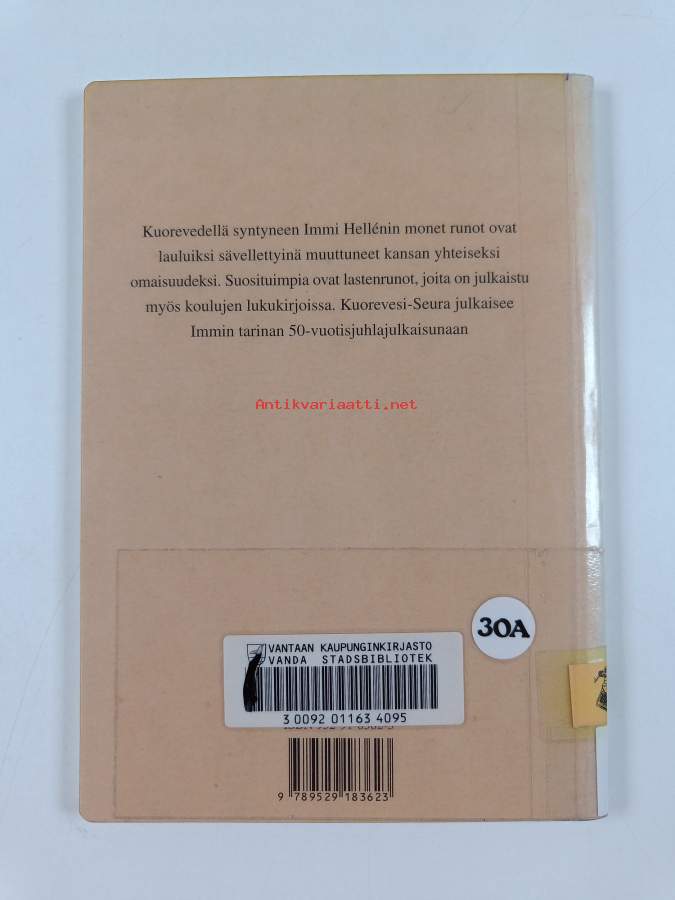 Kuorevedellä syntyneen Immi Hellénin monet runot ovat
lauluiksi sävellettyinä muuttuneet kansan yhteiseksi
omaisuudeksi. Suosituimpia ovat lastenrunot, joita on julkaistu
myös koulujen lukukirjoissa. Kuorevesi-Seura julkaisee
Immin tarinan 50-vuotisjuhlajulkaisunaan
Antikvariaatti.net
30A
VANTAAN KAUPUNGINKIRJASTO
VANDA STADSBIBLIOTEK
3 0092 01163 4095
9 789529 183623